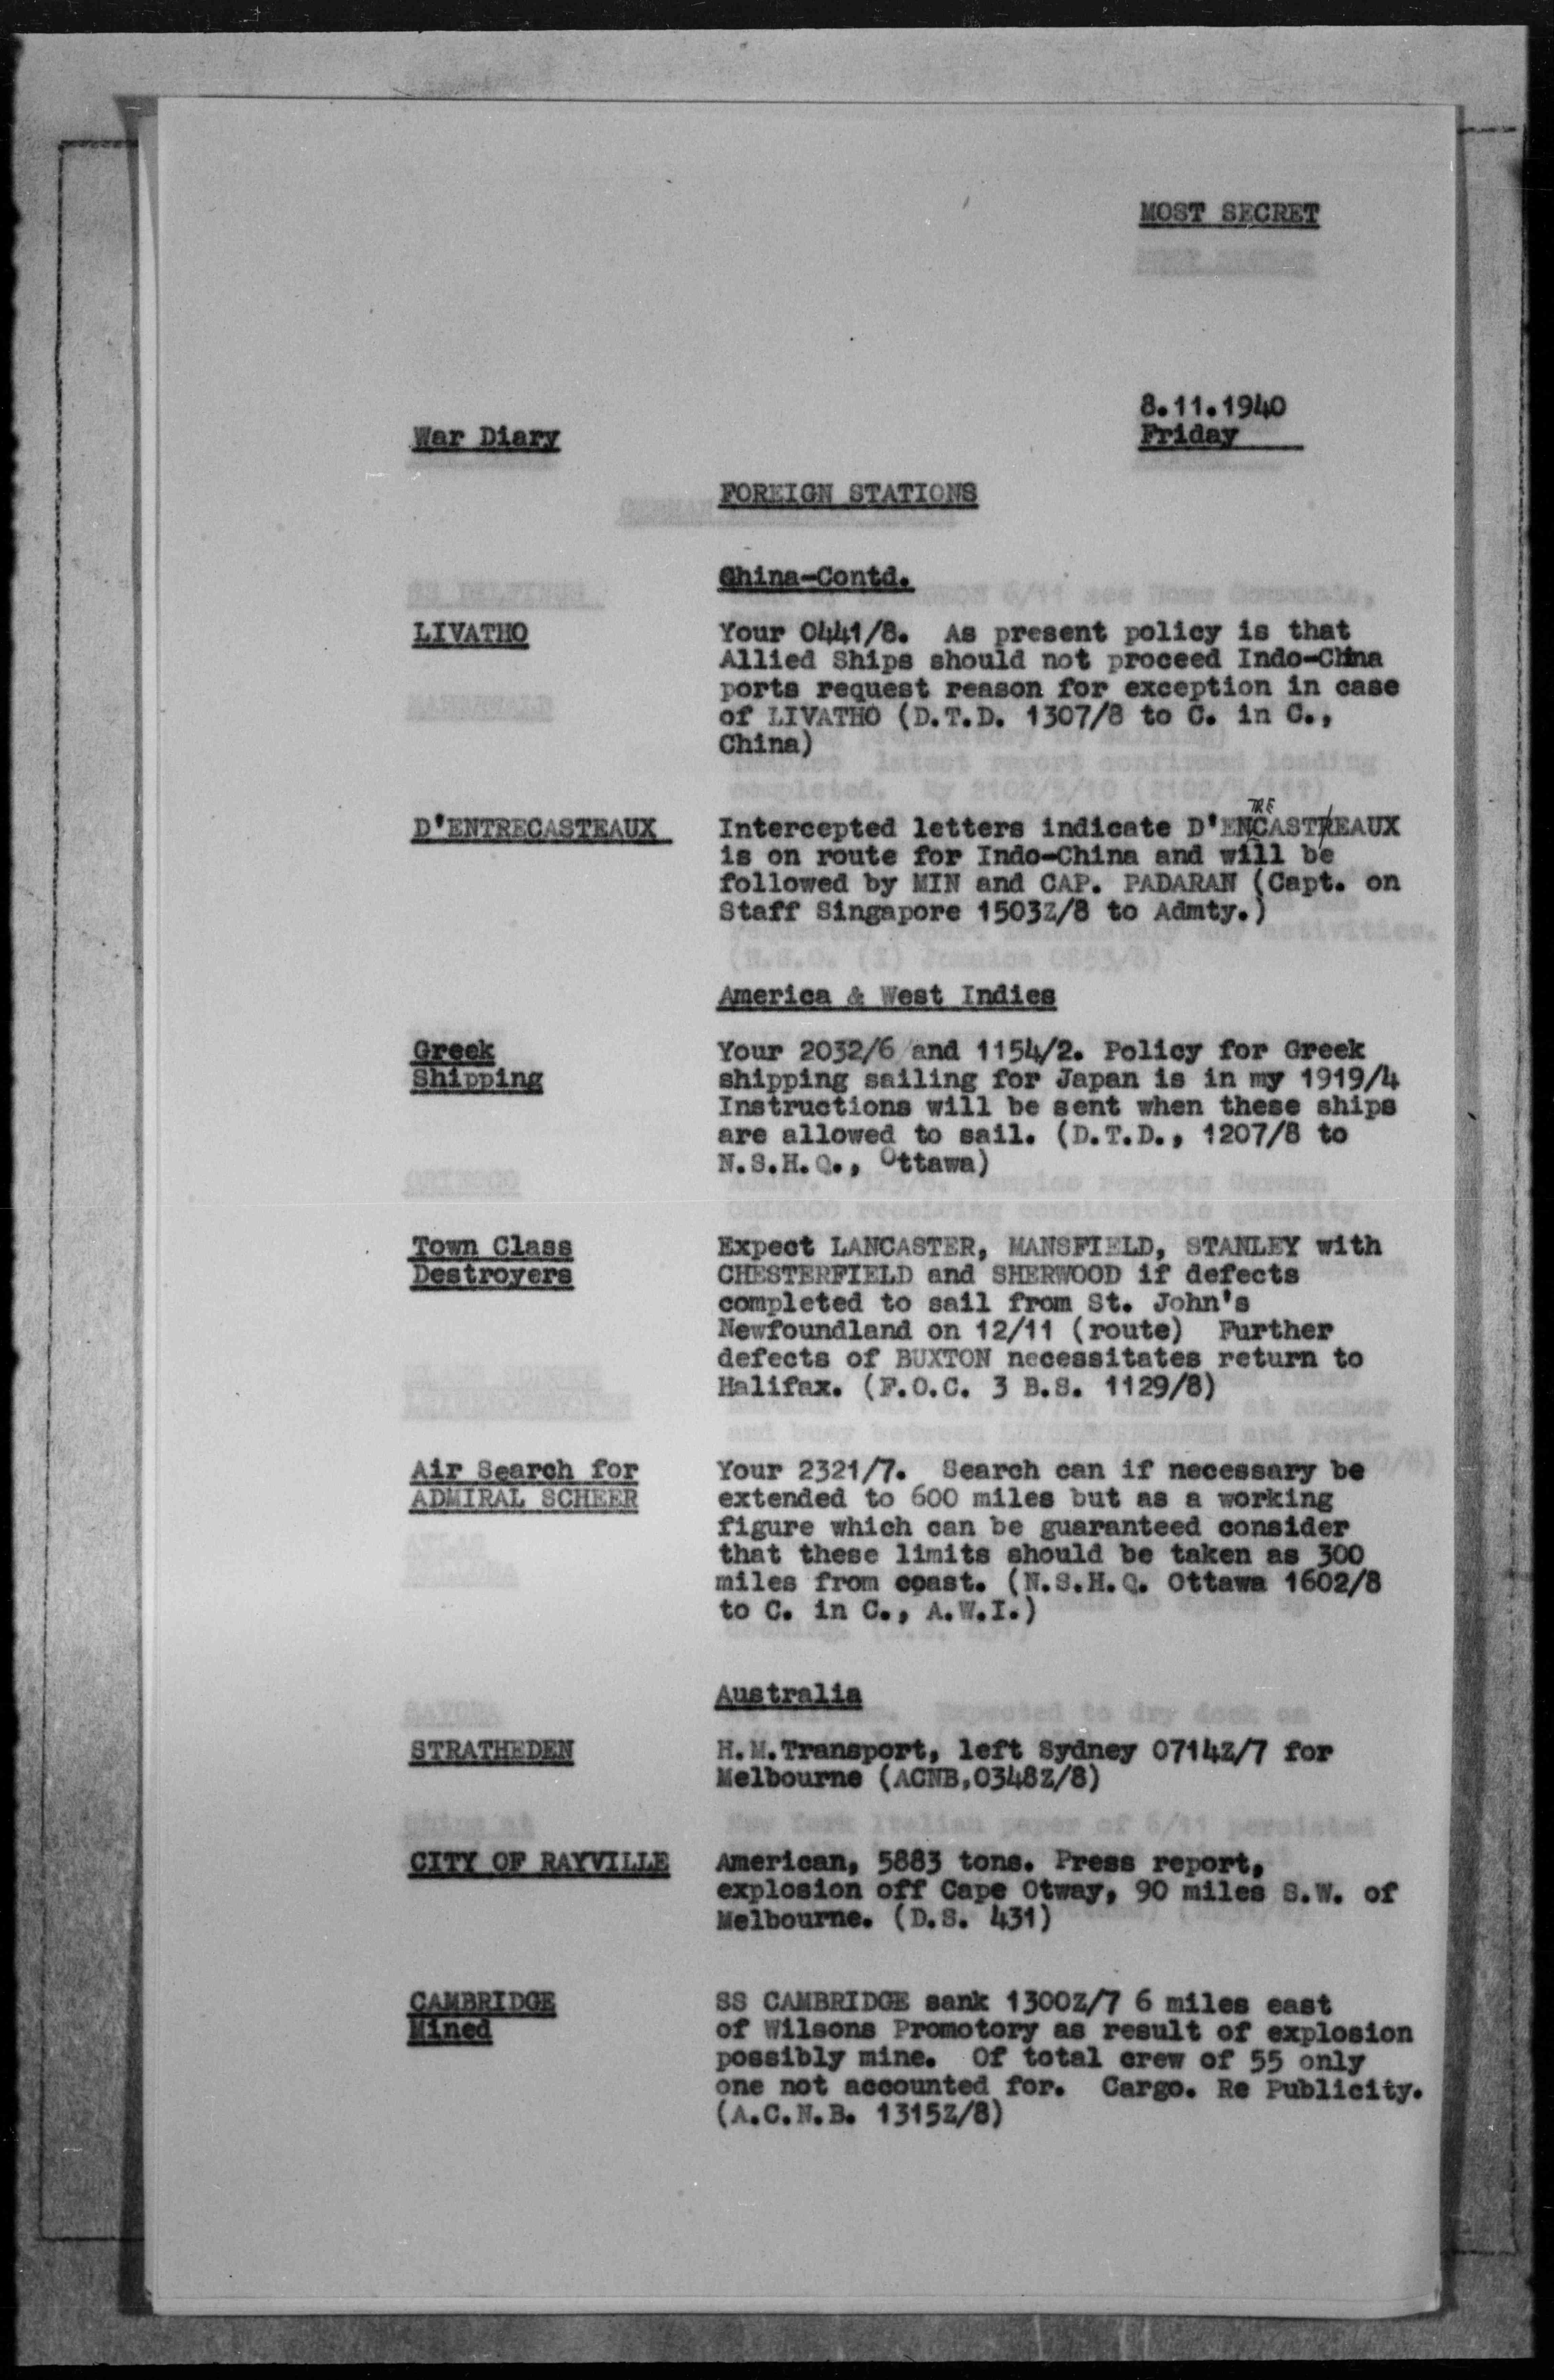 MOST SECRET
8.11.1940
War Diary
Friday
FOREIGN STATIONS
China-Contd.
LIVATHO
Your 0441/8. As present policy is that
Allied Ships should not proceed Indo-China
ports request reason for exception in case
of LIVATHO (D.T.D. 1307/8 to C. in C.,
China)
D'ENTRECASTEAUX
TRE
Intercepted letters indicate D'ENCASTREAUX
is on route for Indo-China and will be
followed by MIN and CAP. PADARAN (Capt. on
Staff Singapore 1503Z/8 to Admty.)
America & West Indies
Greek
Shipping
Your 2032/6 and 1154/2. Policy for Greek
shipping sailing for Japan is in my 1919/4
Instructions will be sent when these ships
are allowed to sail. (D.T.D., 1207/8 to
N.S.H.Q., Ottawa)
Town Class
Destroyers
Expect LANCASTER, MANSFIELD, STANLEY with
CHESTERFIELD and SHERWOOD if defects
completed to sail from St. John's
Newfoundland on 12/11 (route) Further
defects of BUXTON necessitates return to
Halifax. (F.O.C. 3 B.S. 1129/8)
Air Search for
ADMIRAL SCHEER
Your 2321/7. Search can if necessary be
extended to 600 miles but as a working
figure which can be guaranteed consider
that these limits should be taken as 300
miles from coast. (N.S.H.Q. Ottawa 1602/8
to C. in C., A.W.I.)
Australia
STRATHEDEN
H.M.Transport, left Sydney 0714Z/7 for
Melbourne (ACNB,0348Z/8)
CITY OF RAYVILLE
American, 5883 tons. Press report,
explosion off Cape Otway, 90 miles S.W. of
Melbourne. (D.S. 431)
CAMBRIDGE
Mined
SS CAMBRIDGE sank 1300Z/7 6 miles east
of Wilsons Promotory as result of explosion
possibly mine. Of total crew of 55 only
one not accounted for. Cargo. Re Publicity.
(A.C.N.B. 1315Z/8)